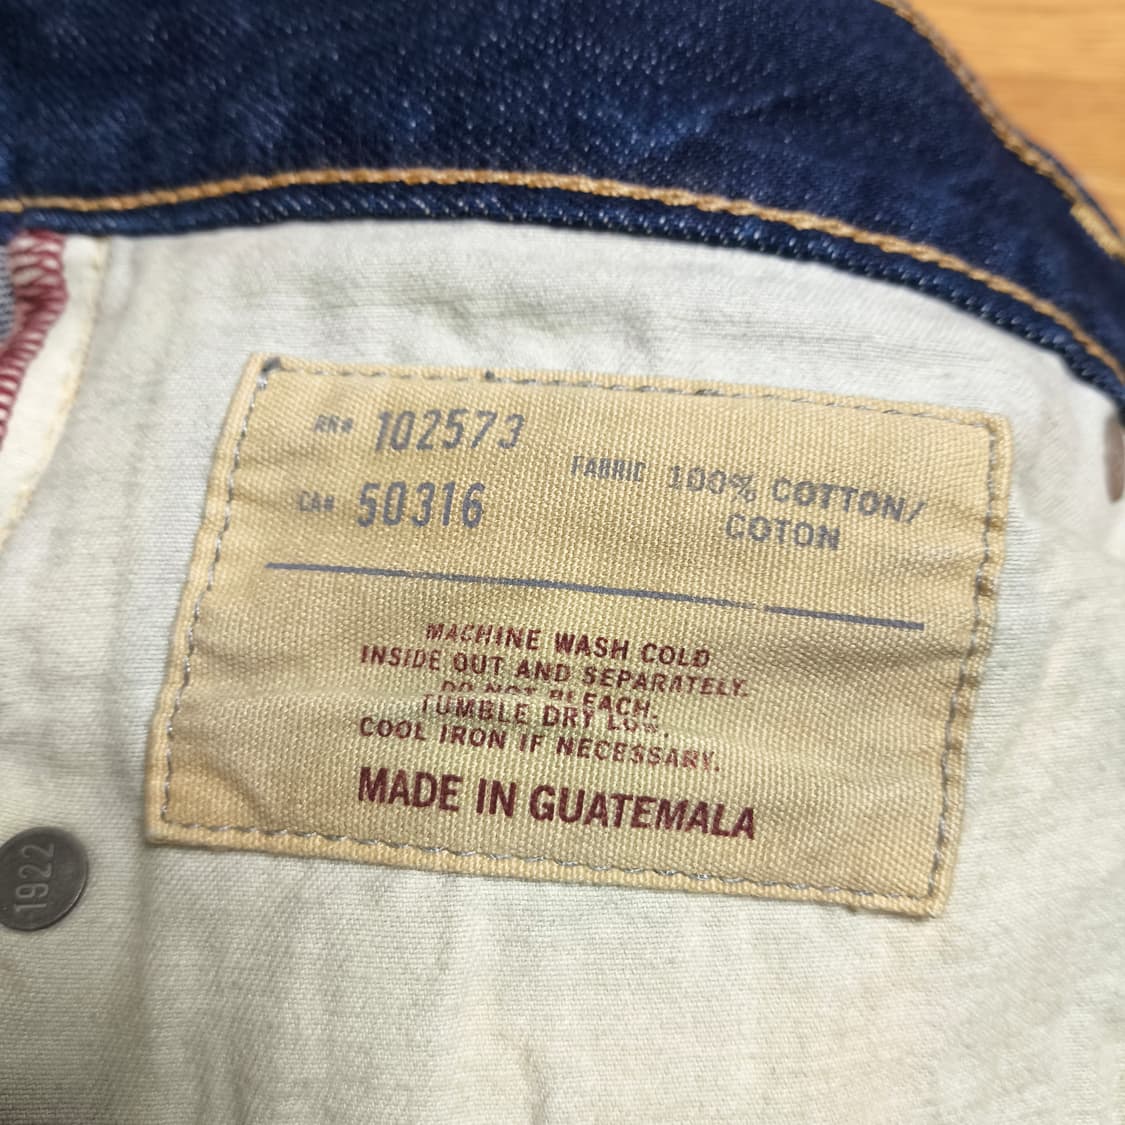 RN# 102573
CA# 50316
FABRIC 100% COTTON/
COTON
MACHINE WASH COLD
INSIDE OUT AND SEPARATELY.
DO NOT BLEACH.
TUMBLE DRY LOW.
COOL IRON IF NECESSARY.
MADE IN GUATEMALA
1922